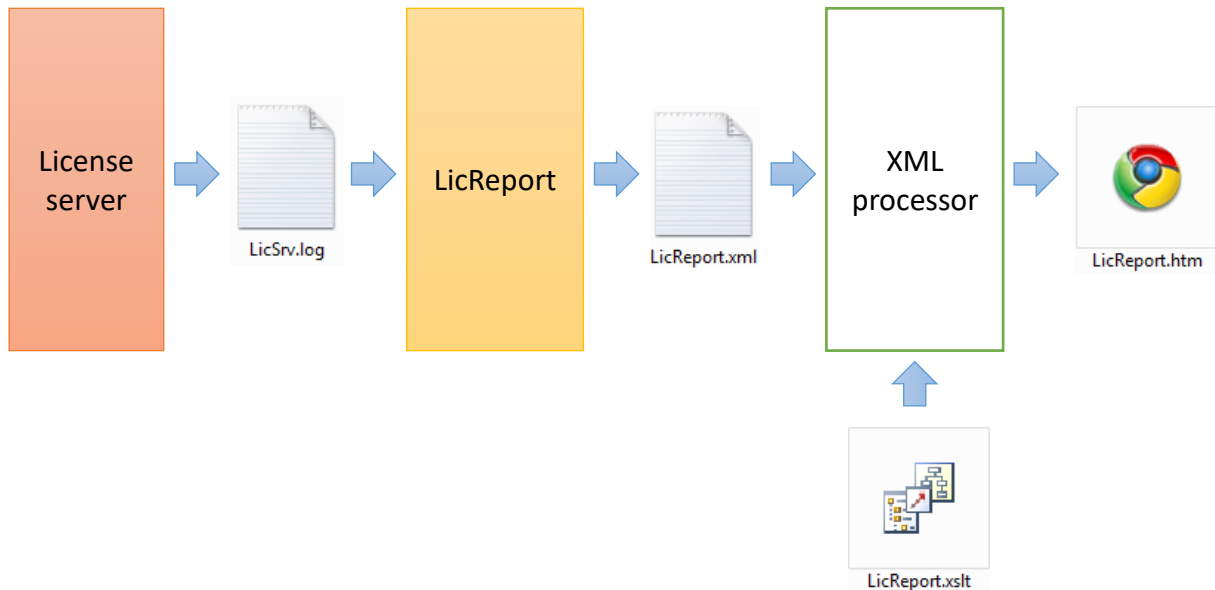 License
server
LicSrv.log
LicReport
LicReport.xml
XML
processor
LicReport.htm
LicReport.xslt